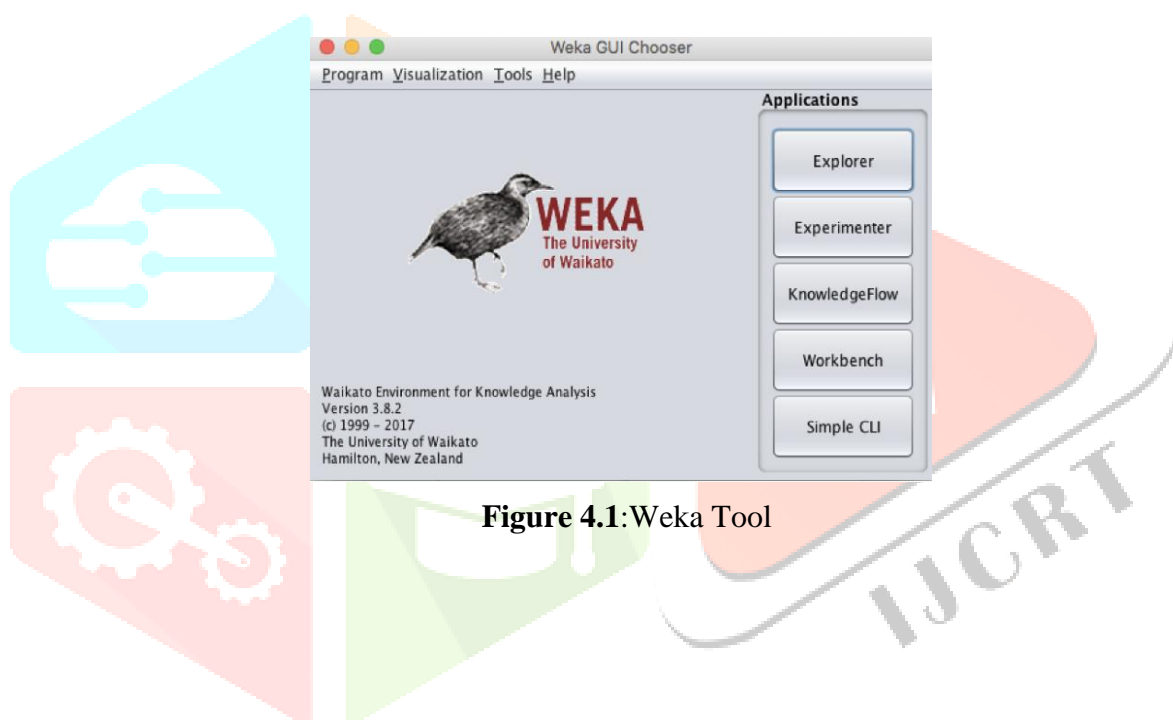 Weka GUI Chooser
Program Visualization Tools Help
Applications
Explorer
Experimenter
KnowledgeFlow
Workbench
Simple CLI
WEKA
The University
of Waikato
Waikato Environment for Knowledge Analysis
Version 3.8.2
(c) 1999 – 2017
The University of Waikato
Hamilton, New Zealand
Figure 4.1:Weka Tool
IJCRT